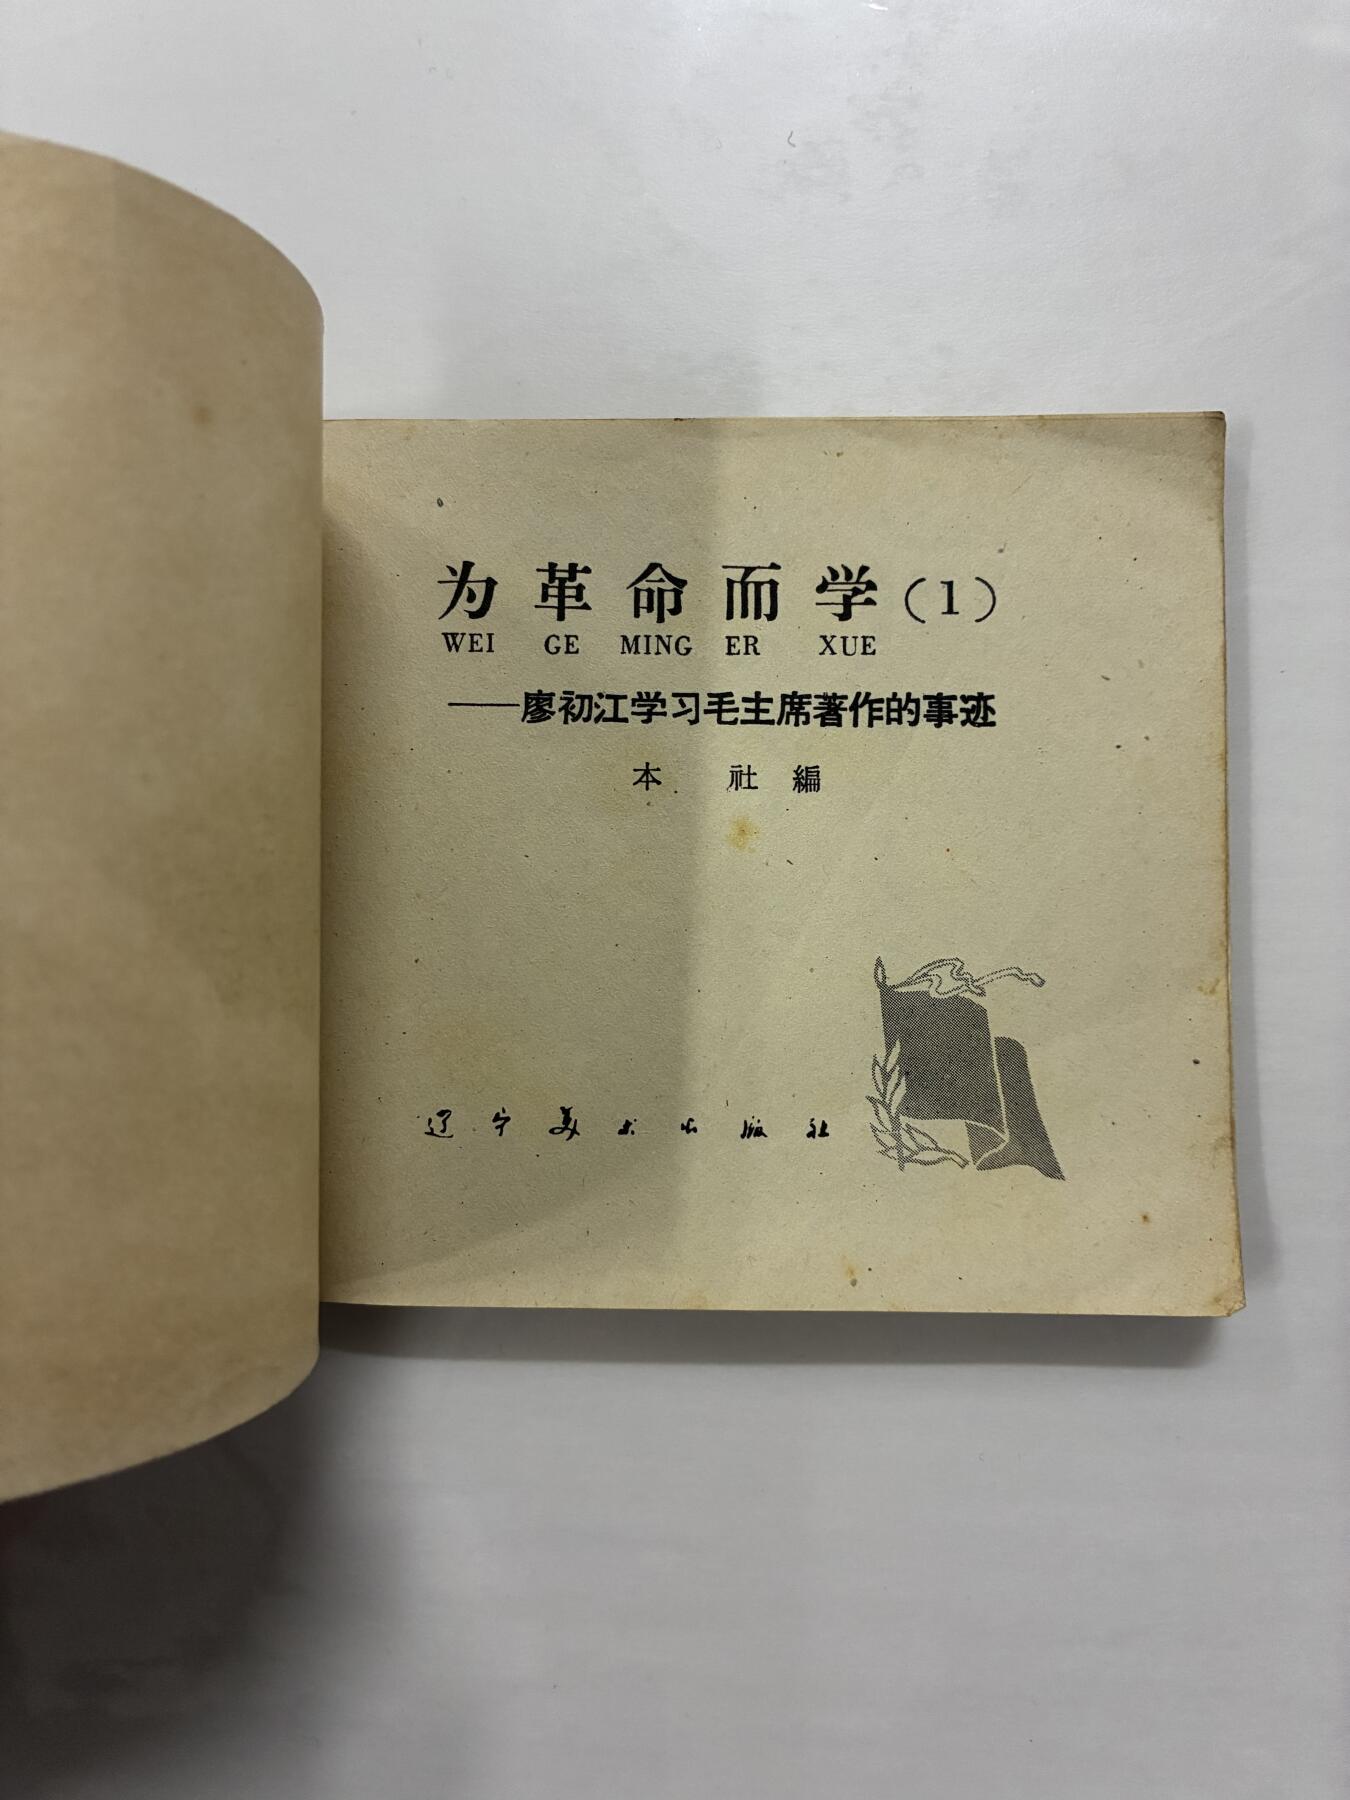 为革命而学(1)
WEI GE MING ER XUE
——廖初江学习毛主席著作的事迹
本社編
辽宁美术出版社